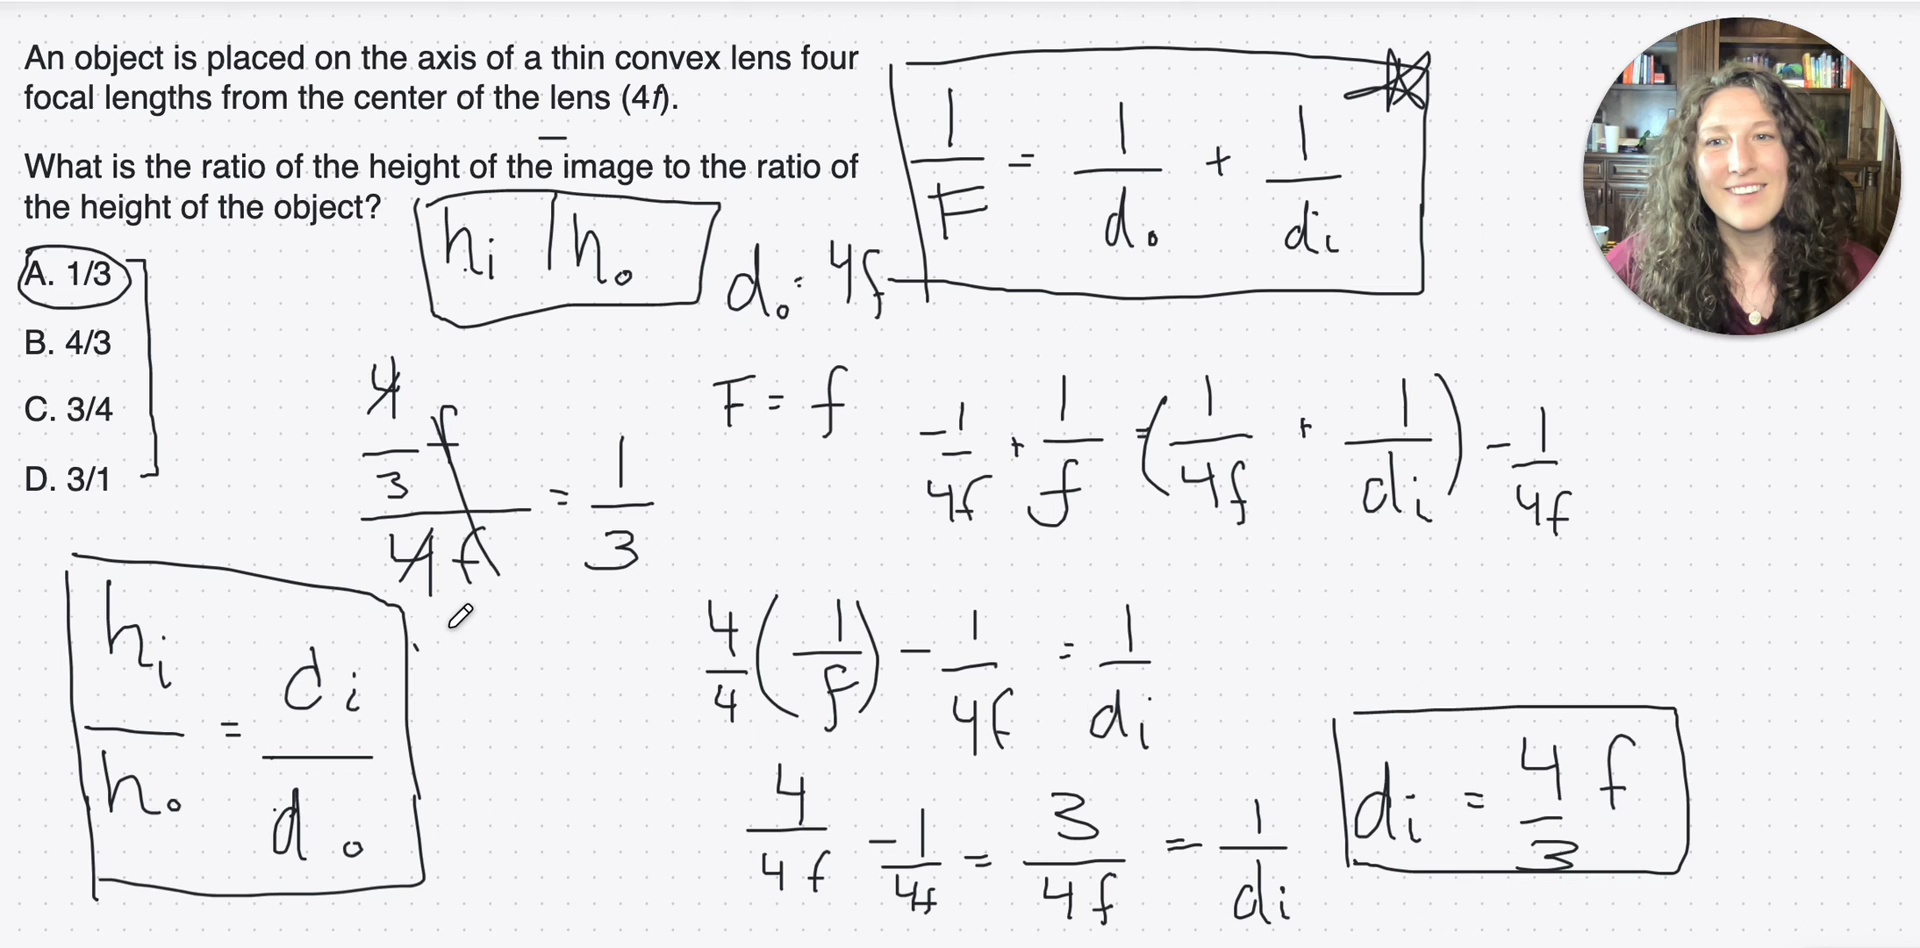 An object is placed on the axis of a thin convex lens four
focal lengths from the center of the lens (4f).
What is the ratio of the height of the image to the ratio of
the height of the object?
A. 1/3
B. 4/3
C. 3/4
D. 3/1
hi / ho
do = 4f
1/F = 1/do + 1/di
F = f
-1/4f + 1/f = (1/4f + 1/di) - 1/4f
4/4 (1/f) - 1/4f = 1/di
4/4f - 1/4f = 3/4f = 1/di
di = 4/3 f
hi/ho = di/do
4/3 f / 4f = 1/3